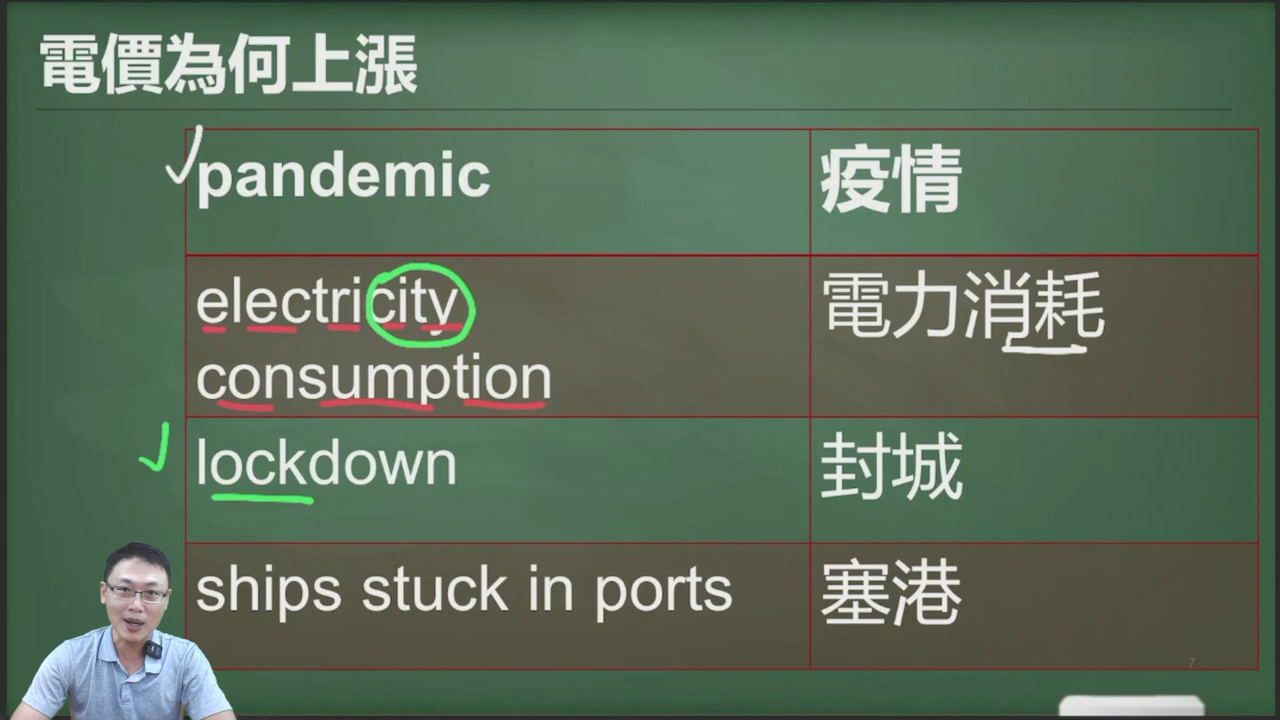 電價為何上漲
pandemic
疫情
electricity
consumption
電力消耗
lockdown
封城
ships stuck in ports
塞港
7